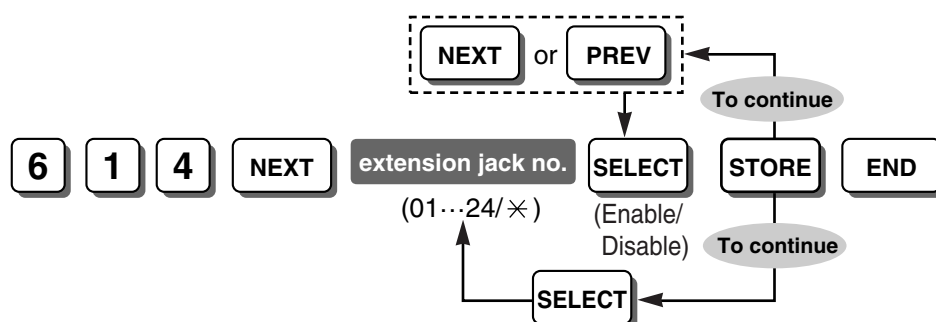 NEXT or PREV
To continue
6 1 4 NEXT extension jack no. SELECT STORE END
(01···24/✳)
(Enable/
Disable)
To continue
SELECT